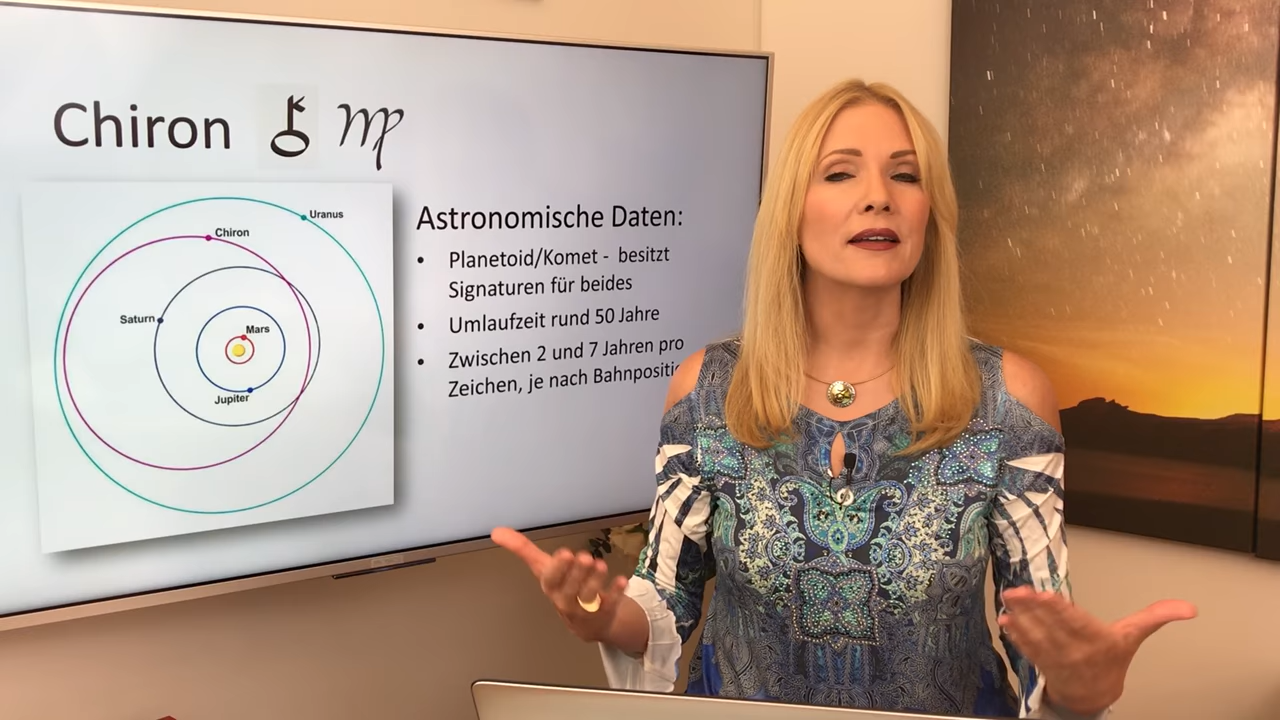 Chiron ⚷ ♍
Uranus
Chiron
Saturn
Mars
Jupiter
Astronomische Daten:
• Planetoid/Komet - besitzt
Signaturen für beides
• Umlaufzeit rund 50 Jahre
• Zwischen 2 und 7 Jahren pro
Zeichen, je nach